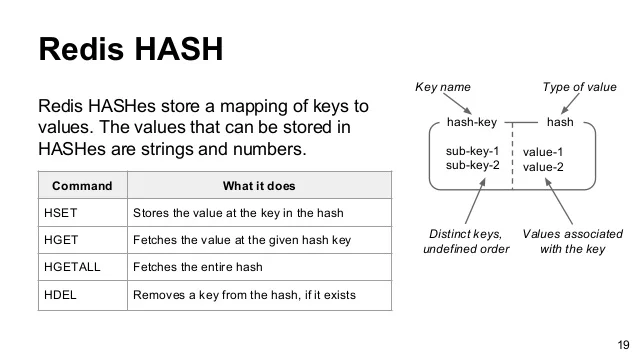 Redis HASH
Redis HASHes store a mapping of keys to
values. The values that can be stored in
HASHes are strings and numbers.
Command What it does
HSET Stores the value at the key in the hash
HGET Fetches the value at the given hash key
HGETALL Fetches the entire hash
HDEL Removes a key from the hash, if it exists
Key name Type of value
hash-key hash
sub-key-1 value-1
sub-key-2 value-2
Distinct keys, Values associated
undefined order with the key
19